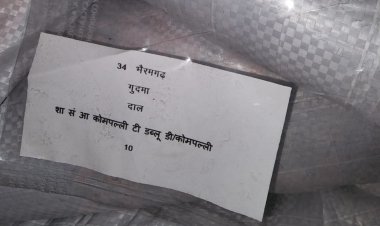 34 भैरमगढ़
गुदमा
दाल
शा सं आ कोमपल्ली टी डब्लू डी/कोमपल्ली
10